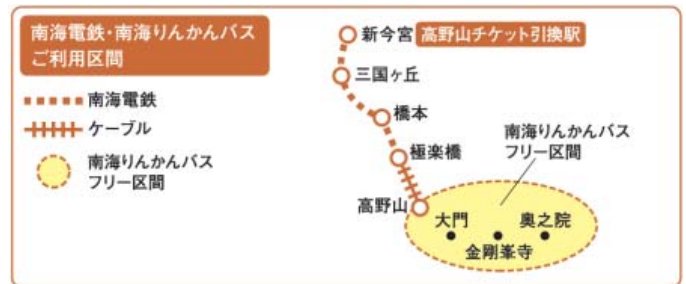 南海電鉄・南海りんかんバス
ご利用区間
南海電鉄
ケーブル
南海りんかんバス
フリー区間
新今宮 高野山チケット引換駅
三国ヶ丘
橋本
極楽橋
高野山
南海りんかんバス
フリー区間
大門
奥之院
金剛峯寺